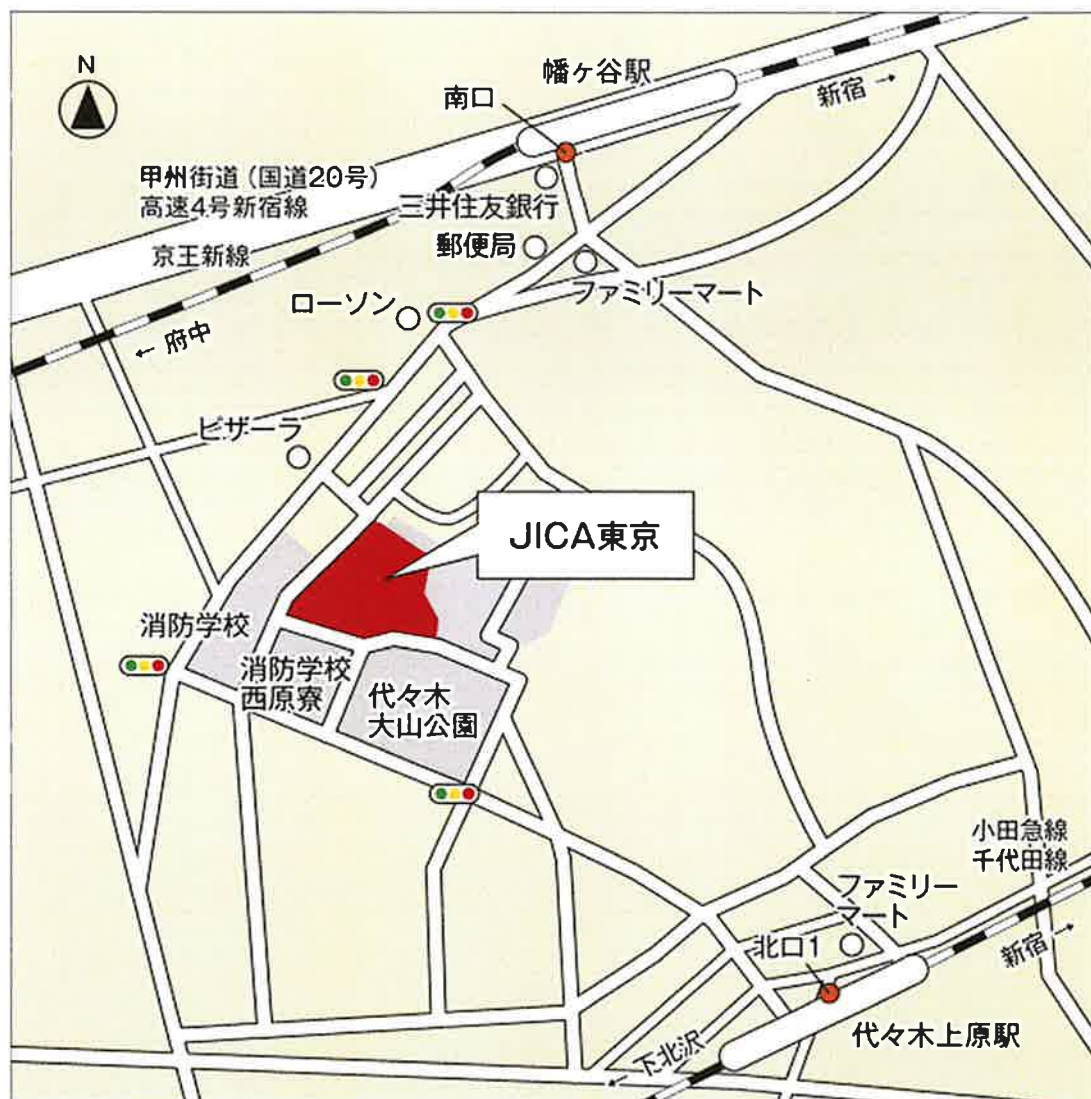 N
幡ヶ谷駅
南口
新宿 →
甲州街道(国道20号)
高速4号新宿線
三井住友銀行
京王新線
郵便局
ローソン
ファミリーマート
← 府中
ピザーラ
JICA東京
消防学校
消防学校
西原寮
代々木
大山公園
小田急線
千代田線
ファミリー
マート
北口1
新宿 →
代々木上原駅
← 下北沢